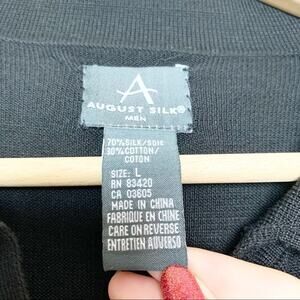 A
AUGUST SILK®
MEN
70% SILK/SOIE
30% COTTON/
COTON
SIZE: L
RN 83420
CA 03605
MADE IN CHINA
FABRIQUE EN CHINE
CARE ON REVERSE
ENTRETIEN AUVERSO